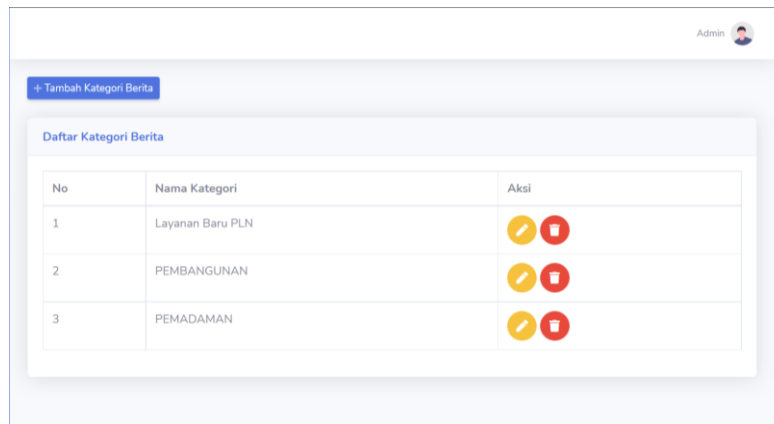 Admin
+ Tambah Kategori Berita
Daftar Kategori Berita
No Nama Kategori Aksi
1 Layanan Baru PLN
2 PEMBANGUNAN
3 PEMADAMAN